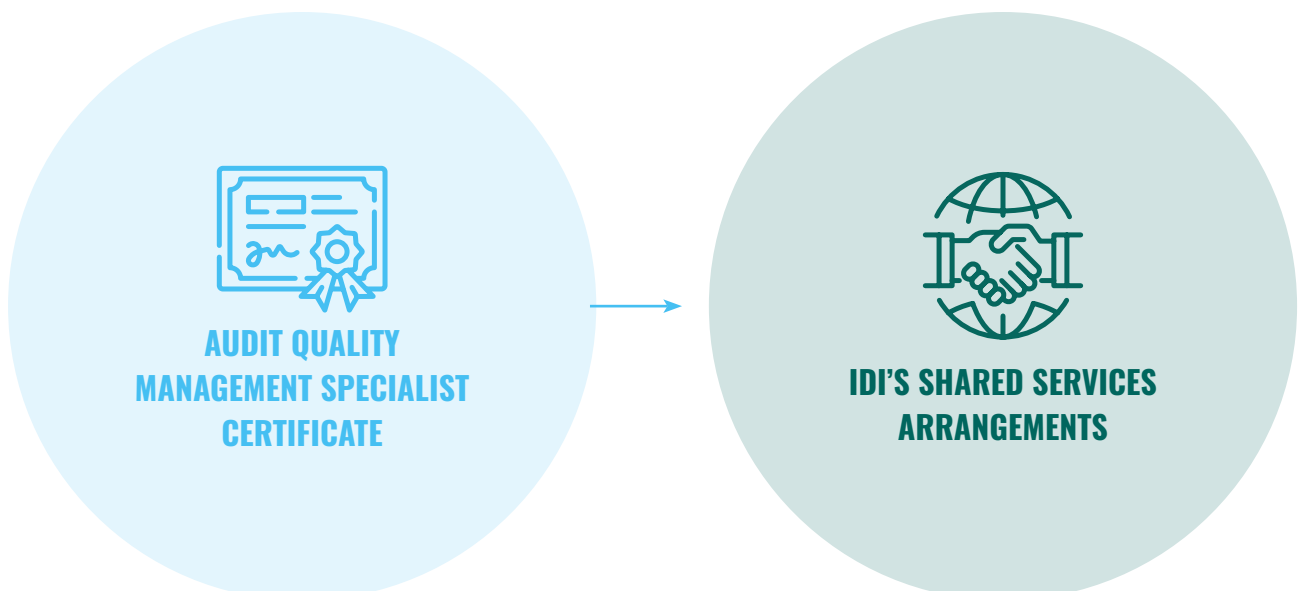 AUDIT QUALITY
MANAGEMENT SPECIALIST
CERTIFICATE
IDI’S SHARED SERVICES
ARRANGEMENTS